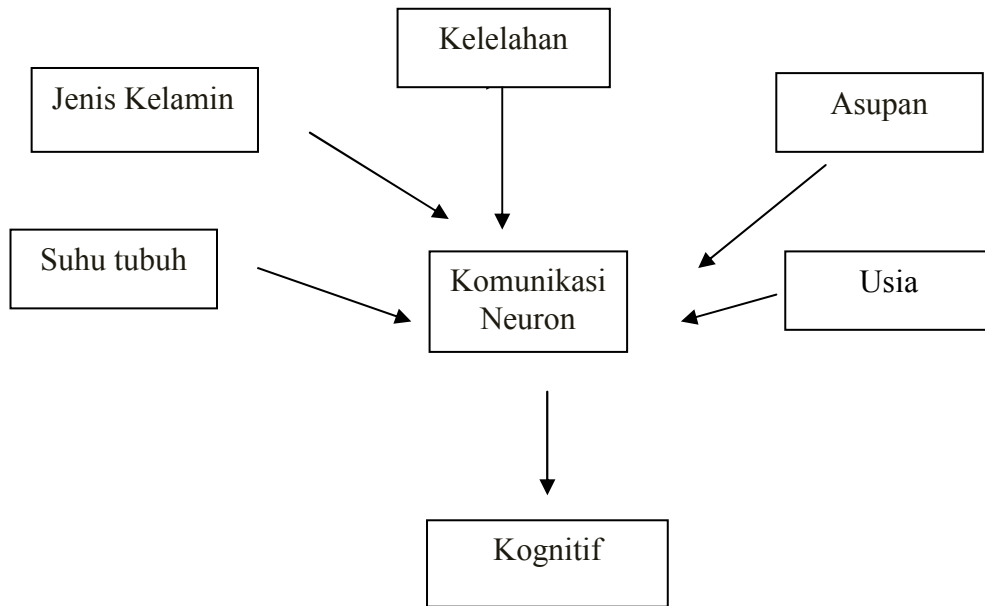 Kelelahan
Jenis Kelamin
Asupan
Suhu tubuh
Komunikasi
Neuron
Usia
Kognitif